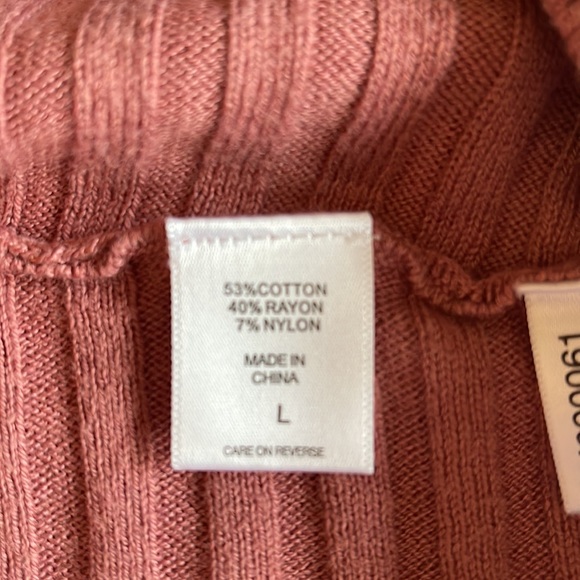 53%COTTON
40% RAYON
7% NYLON
MADE IN
CHINA
L
CARE ON REVERSE